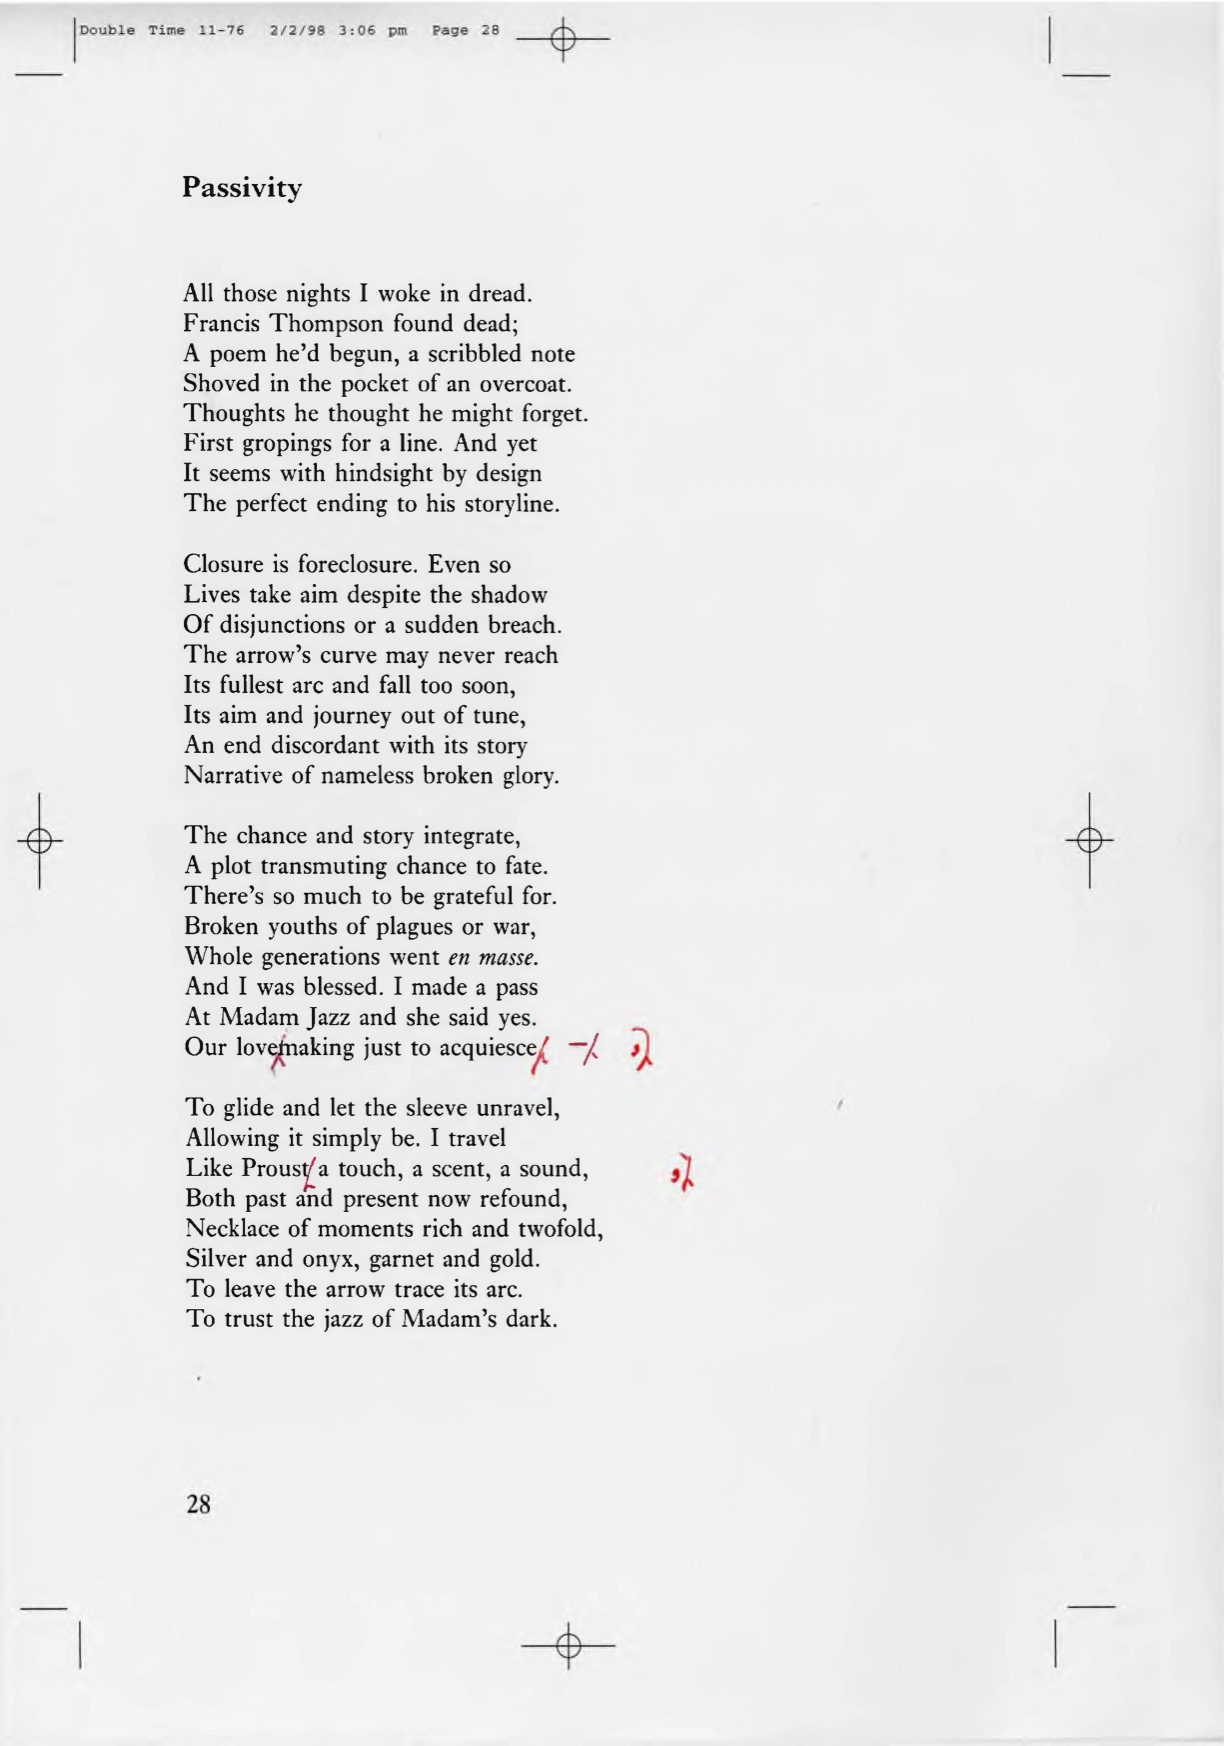 Double Time 11-76 2/2/98 3:06 pm Page 28
Passivity
All those nights I woke in dread.
Francis Thompson found dead;
A poem he’d begun, a scribbled note
Shoved in the pocket of an overcoat.
Thoughts he thought he might forget.
First gropings for a line. And yet
It seems with hindsight by design
The perfect ending to his storyline.
Closure is foreclosure. Even so
Lives take aim despite the shadow
Of disjunctions or a sudden breach.
The arrow’s curve may never reach
Its fullest arc and fall too soon,
Its aim and journey out of tune,
An end discordant with its story
Narrative of nameless broken glory.
The chance and story integrate,
A plot transmuting chance to fate.
There’s so much to be grateful for.
Broken youths of plagues or war,
Whole generations went en masse.
And I was blessed. I made a pass
At Madam Jazz and she said yes.
Our lovemaking just to acquiesce
To glide and let the sleeve unravel,
Allowing it simply be. I travel
Like Proust a touch, a scent, a sound,
Both past and present now refound,
Necklace of moments rich and twofold,
Silver and onyx, garnet and gold.
To leave the arrow trace its arc.
To trust the jazz of Madam’s dark.
28